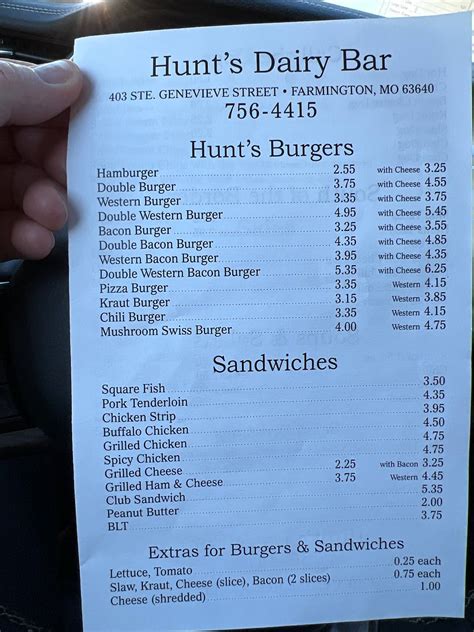 Hunt's Dairy Bar
403 STE. GENEVIEVE STREET • FARMINGTON, MO 63640
756-4415
Hunt's Burgers
Hamburger 2.55 with Cheese 3.25
Double Burger 3.75 with Cheese 4.55
Western Burger 3.35 with Cheese 3.75
Double Western Burger 4.95 with Cheese 5.45
Bacon Burger 3.25 with Cheese 3.55
Double Bacon Burger 4.35 with Cheese 4.85
Western Bacon Burger 3.95 with Cheese 4.35
Double Western Bacon Burger 5.35 with Cheese 6.25
Pizza Burger 3.35 Western 4.15
Kraut Burger 3.15 Western 3.85
Chili Burger 3.35 Western 4.15
Mushroom Swiss Burger 4.00 Western 4.75
Sandwiches
Square Fish 3.50
Pork Tenderloin 4.35
Chicken Strip 3.95
Buffalo Chicken 4.50
Grilled Chicken 4.75
Spicy Chicken 4.75
Grilled Cheese 2.25 with Bacon 3.25
Grilled Ham & Cheese 3.75 Western 4.45
Club Sandwich 5.35
Peanut Butter 2.00
BLT 3.75
Extras for Burgers & Sandwiches
Lettuce, Tomato 0.25 each
Slaw, Kraut, Cheese (slice), Bacon (2 slices) 0.75 each
Cheese (shredded) 1.00